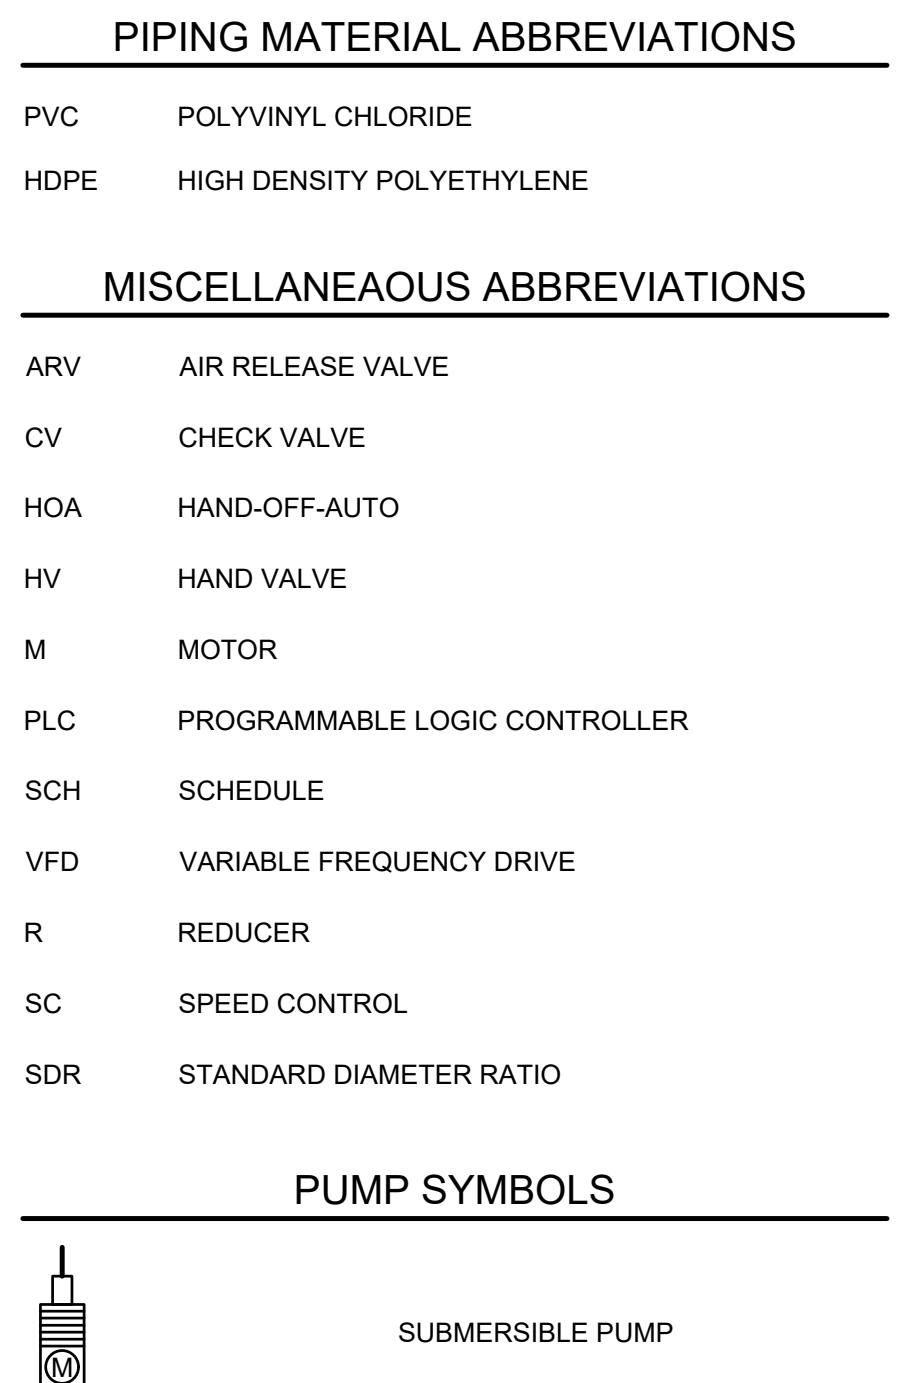 PIPING MATERIAL ABBREVIATIONS
PVC POLYVINYL CHLORIDE
HDPE HIGH DENSITY POLYETHYLENE
MISCELLANEAOUS ABBREVIATIONS
ARV AIR RELEASE VALVE
CV CHECK VALVE
HOA HAND-OFF-AUTO
HV HAND VALVE
M MOTOR
PLC PROGRAMMABLE LOGIC CONTROLLER
SCH SCHEDULE
VFD VARIABLE FREQUENCY DRIVE
R REDUCER
SC SPEED CONTROL
SDR STANDARD DIAMETER RATIO
PUMP SYMBOLS
SUBMERSIBLE PUMP
M